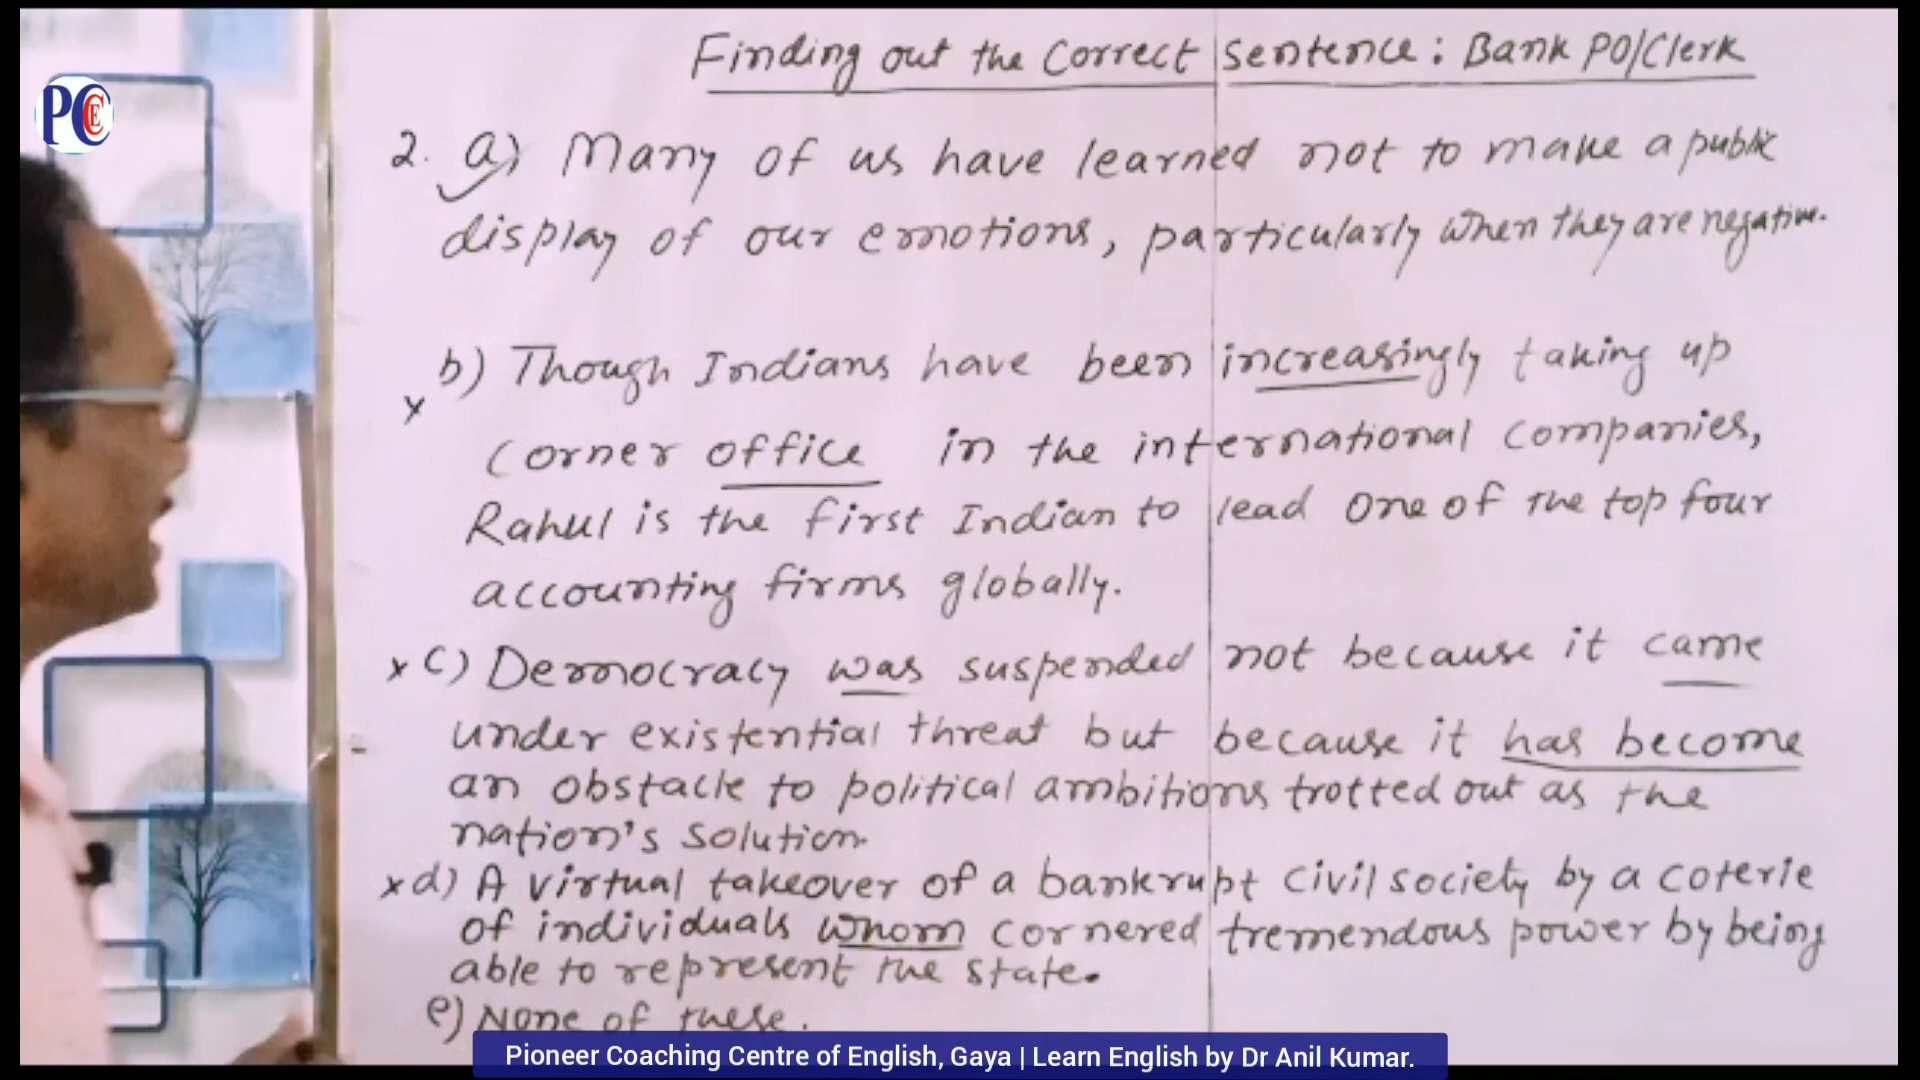 Finding out the Correct Sentence: Bank PO/Clerk
PCCE
2. a) Many of us have learned not to make a public
display of our emotions, particularly when they are negative.
b) Though Indians have been increasingly taking up
x
corner office in the international companies,
Rahul is the first Indian to lead one of the top four
accounting firms globally.
x c) Democracy was suspended not because it came
under existential threat but because it has become
an obstacle to political ambitions trotted out as the
nation's solution.
x d) A virtual takeover of a bankrupt civil society by a coterie
of individuals whom cornered tremendous power by being
able to represent the state.
e) None of these.
Pioneer Coaching Centre of English, Gaya | Learn English by Dr Anil Kumar.